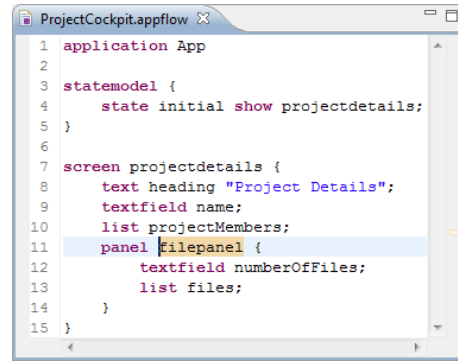 ProjectCockpit.appflow
1 application App
2
3 statemodel {
4     state initial show projectdetails;
5 }
6
7 screen projectdetails {
8     text heading "Project Details";
9     textfield name;
10     list projectMembers;
11     panel filepanel {
12         textfield numberOfFiles;
13         list files;
14     }
15 }